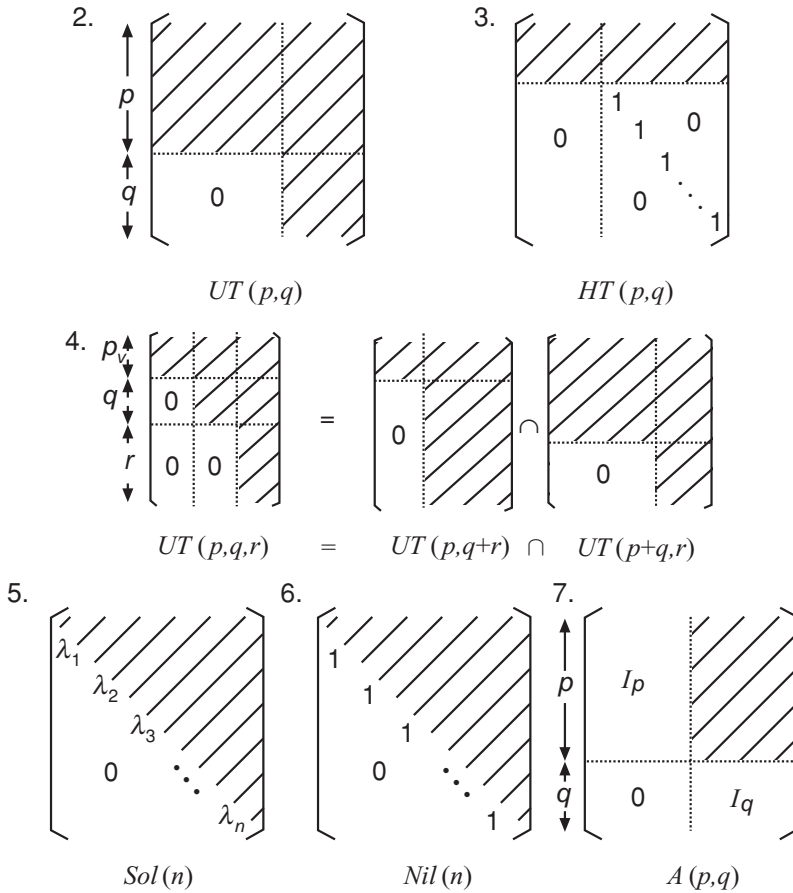 2.
p
q
0
UT (p,q)
3.
0
1
1
0
1
0
1
HT (p,q)
4.
p
v
q
r
0
0
0
=
0
∩
0
UT (p,q,r) = UT (p,q+r) ∩ UT (p+q,r)
5.
λ1
λ2
λ3
0
λn
Sol (n)
6.
1
1
1
0
1
Nil (n)
7.
p
q
Ip
0
Iq
A (p,q)